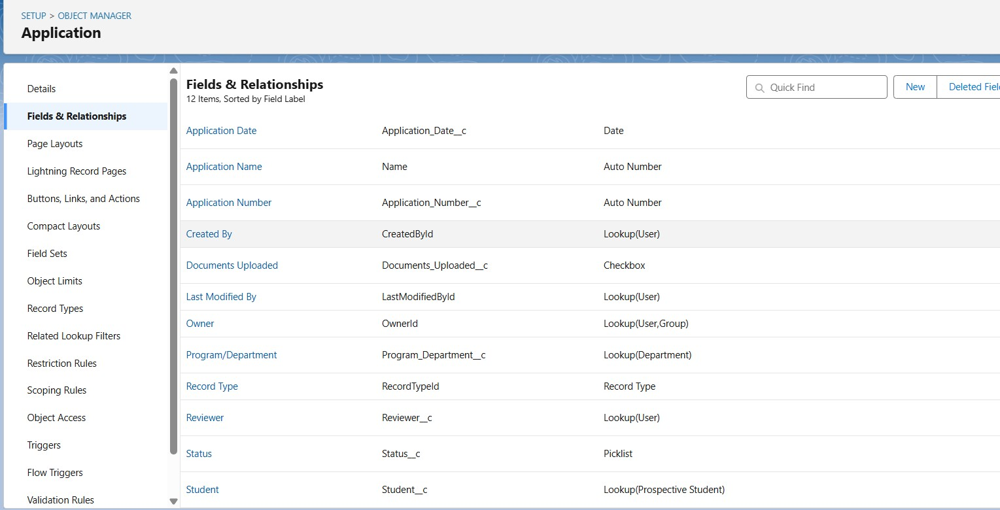 SETUP > OBJECT MANAGER
Application
Details
Fields & Relationships
Page Layouts
Lightning Record Pages
Buttons, Links, and Actions
Compact Layouts
Field Sets
Object Limits
Record Types
Related Lookup Filters
Restriction Rules
Scoping Rules
Object Access
Triggers
Flow Triggers
Validation Rules
Fields & Relationships
12 Items, Sorted by Field Label
Quick Find
New
Deleted Fiel
Application Date Application_Date__c Date
Application Name Name Auto Number
Application Number Application_Number__c Auto Number
Created By CreatedById Lookup(User)
Documents Uploaded Documents_Uploaded__c Checkbox
Last Modified By LastModifiedById Lookup(User)
Owner OwnerId Lookup(User,Group)
Program/Department Program_Department__c Lookup(Department)
Record Type RecordTypeId Record Type
Reviewer Reviewer__c Lookup(User)
Status Status__c Picklist
Student Student__c Lookup(Prospective Student)